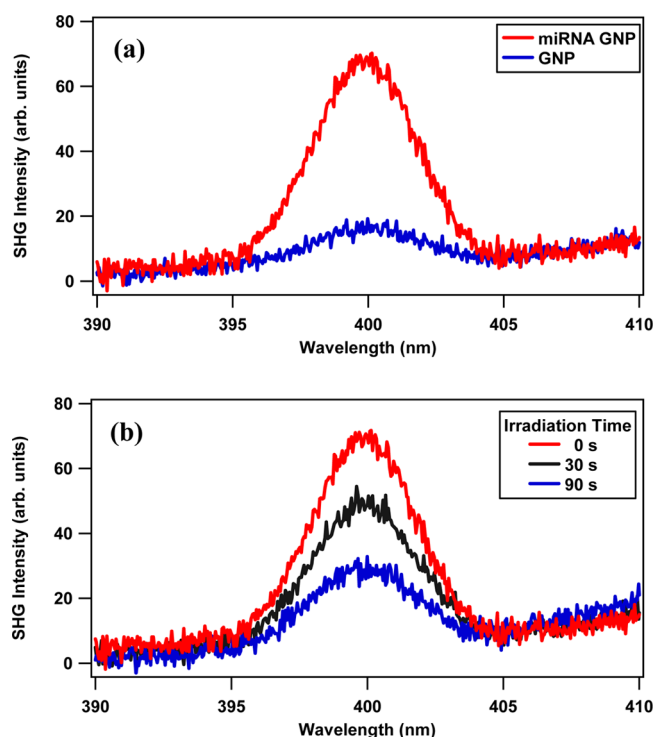 (a)
miRNA GNP
GNP
SHG Intensity (arb. units)
80
60
40
20
0
390
395
400
405
410
Wavelength (nm)
(b)
Irradiation Time
0 s
30 s
90 s
SHG Intensity (arb. units)
80
60
40
20
0
390
395
400
405
410
Wavelength (nm)